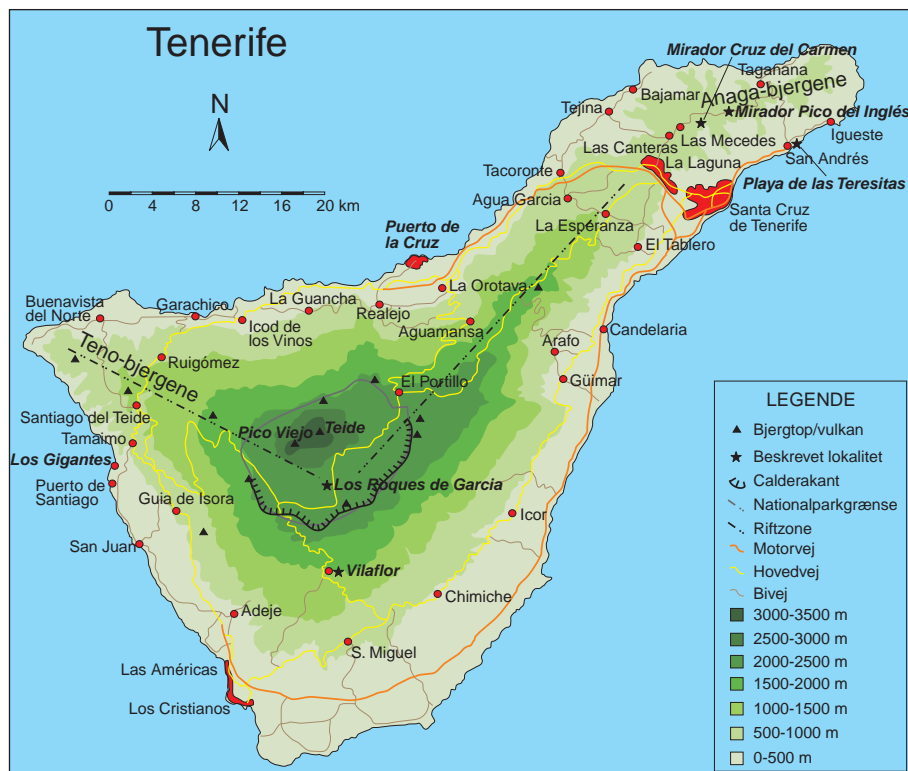 Tenerife
N
0 4 8 12 16 20 km
Mirador Cruz del Carmen
Taganana
Anaga-bjergene
Bajamar
Tejina
Mirador Pico del Inglés
Igueste
Las Mecedes
Las Canteras
San Andrés
La Laguna
Tacoronte
Playa de las Teresitas
Agua Garcia
Santa Cruz
de Tenerife
La Esperanza
Puerto de
la Cruz
El Tablero
La Orotava
La Guancha
Buenavista
del Norte
Garachico
Realejo
Icod de
los Vinos
Aguamansa
Candelaria
Arafo
Teno-bjergene
Ruigómez
El Portillo
Güimar
Santiago del Teide
Pico Viejo
Teide
Tamaimo
Los Gigantes
Puerto de
Santiago
Los Roques de Garcia
Guia de Isora
Icor
San Juan
Vilaflor
Chimiche
Adeje
S. Miguel
Las Américas
Los Cristianos
LEGENDE
Bjergtop/vulkan
Beskrevet lokalitet
Calderakant
Nationalparkgrænse
Riftzone
Motorvej
Hovedvej
Bivej
3000-3500 m
2500-3000 m
2000-2500 m
1500-2000 m
1000-1500 m
500-1000 m
0-500 m